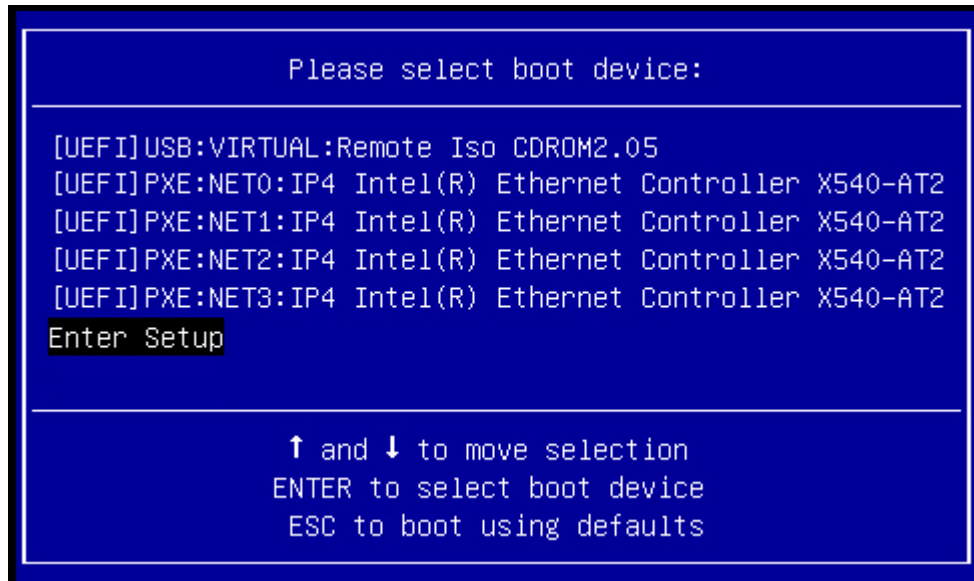 Please select boot device:
[UEFI]USB:VIRTUAL:Remote Iso CDROM2.05
[UEFI]PXE:NET0:IP4 Intel(R) Ethernet Controller X540-AT2
[UEFI]PXE:NET1:IP4 Intel(R) Ethernet Controller X540-AT2
[UEFI]PXE:NET2:IP4 Intel(R) Ethernet Controller X540-AT2
[UEFI]PXE:NET3:IP4 Intel(R) Ethernet Controller X540-AT2
Enter Setup
↑ and ↓ to move selection
ENTER to select boot device
ESC to boot using defaults